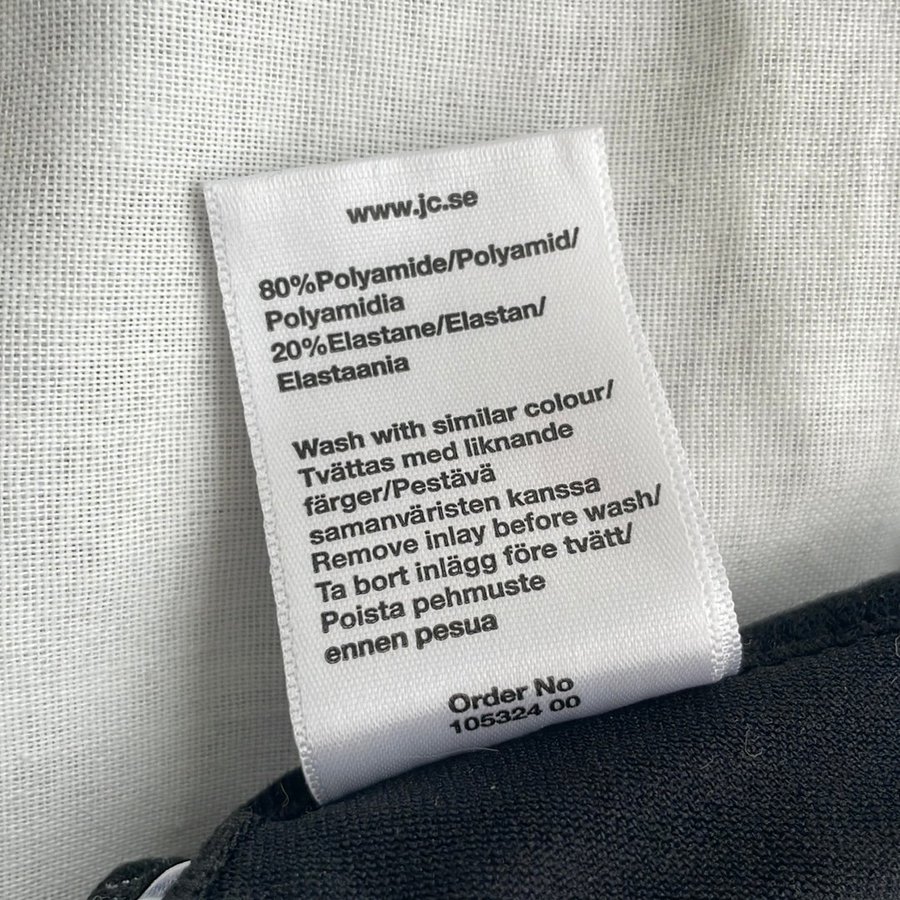 www.jc.se
80%Polyamide/Polyamid/
Polyamidia
20%Elastane/Elastan/
Elastaania
Wash with similar colour/
Tvättas med liknande
färger/Pestävä
samanväristen kanssa
Remove inlay before wash/
Ta bort inlägg före tvätt/
Poista pehmuste
ennen pesua
Order No
105324 00